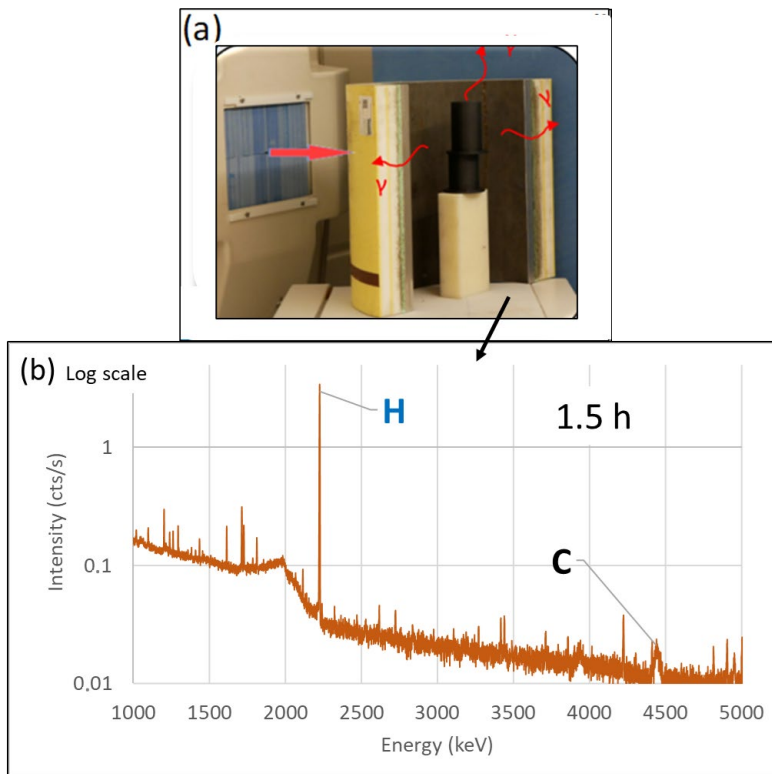 (a)
γ
γ
γ
(b) Log scale
H
1.5 h
C
Intensity (cts/s)
1
0.1
0.01
1000 1500 2000 2500 3000 3500 4000 4500 5000
Energy (keV)